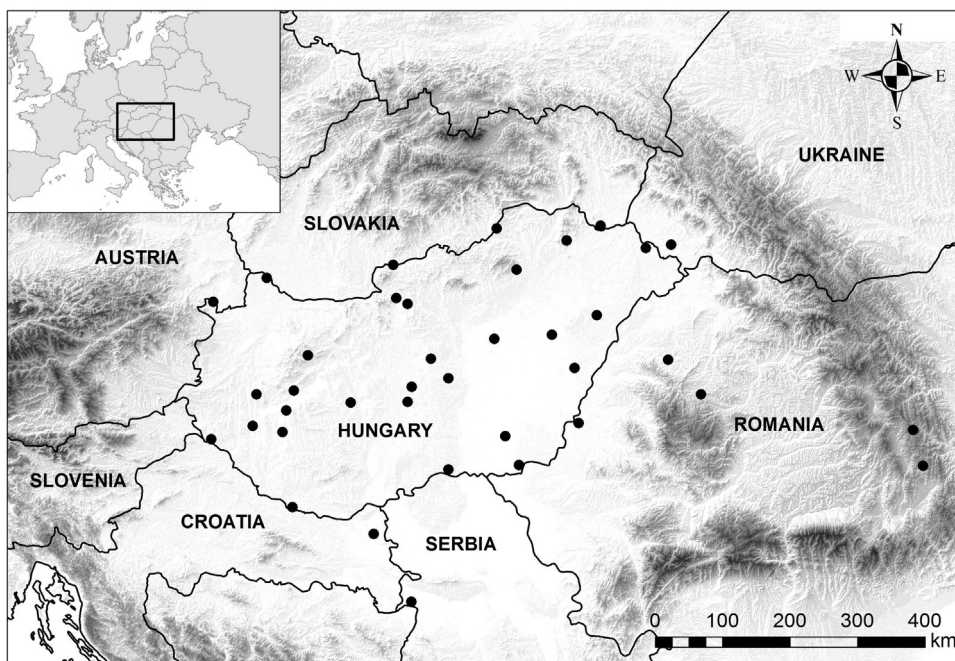 N
W E
S
UKRAINE
SLOVAKIA
AUSTRIA
HUNGARY
ROMANIA
SLOVENIA
CROATIA
SERBIA
0 100 200 300 400
km